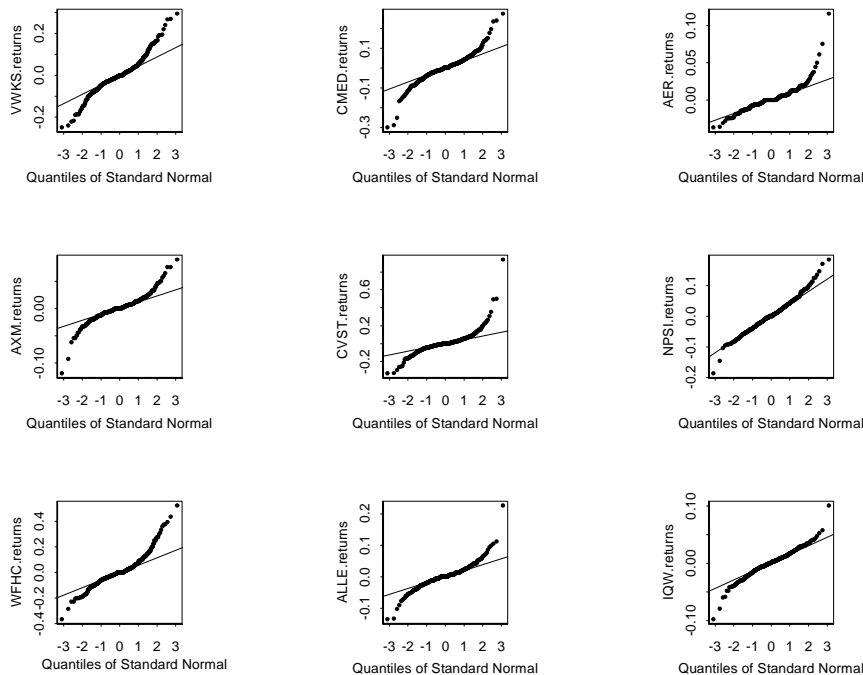 VWKS.returns
-0.2 0.0 0.2
-3 -2 -1 0 1 2 3
Quantiles of Standard Normal
CMED.returns
-0.3 -0.1 0.1
-3 -2 -1 0 1 2 3
Quantiles of Standard Normal
AER.returns
0.00 0.05 0.10
-3 -2 -1 0 1 2 3
Quantiles of Standard Normal
AXIM.returns
-0.10 0.00
-3 -2 -1 0 1 2 3
Quantiles of Standard Normal
CVST.returns
-0.2 0.2 0.6
-3 -2 -1 0 1 2 3
Quantiles of Standard Normal
NPSI.returns
-0.2 -0.1 0.0 0.1
-3 -2 -1 0 1 2 3
Quantiles of Standard Normal
WFHC.returns
-0.4 -0.2 0.0 0.2 0.4
-3 -2 -1 0 1 2 3
Quantiles of Standard Normal
ALLE.returns
-0.1 0.0 0.1 0.2
-3 -2 -1 0 1 2 3
Quantiles of Standard Normal
IQW.returns
-0.10 0.00 0.10
-3 -2 -1 0 1 2 3
Quantiles of Standard Normal